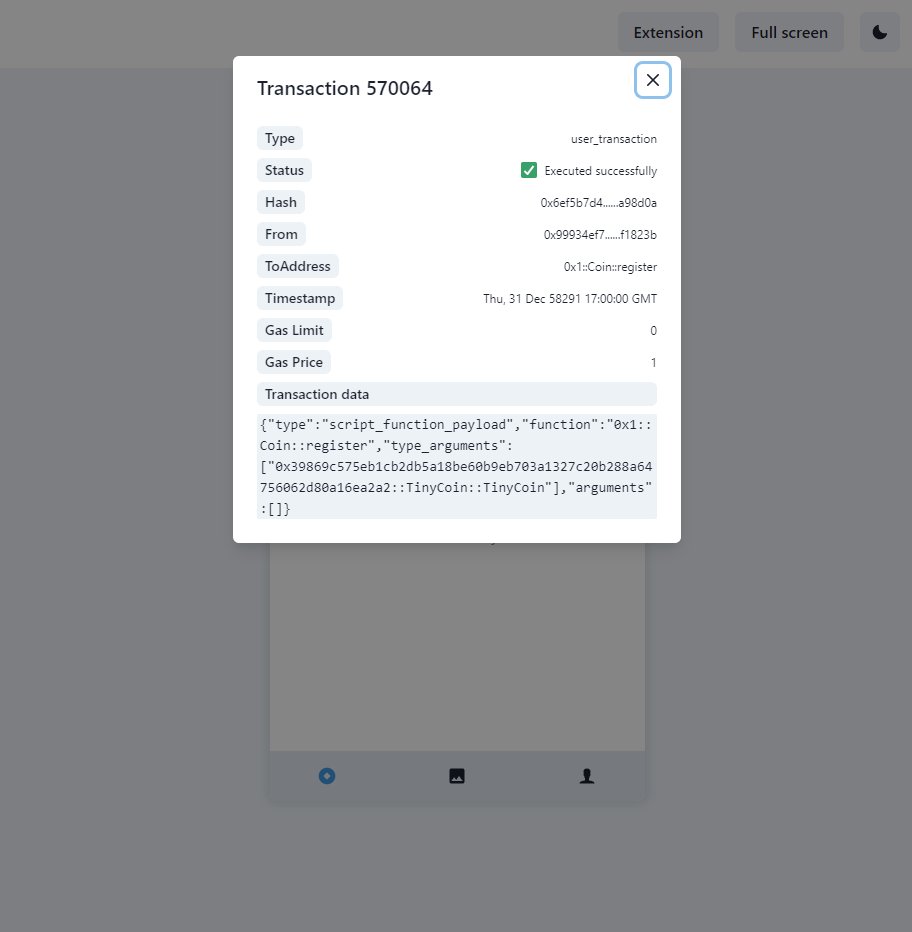 Extension Full screen
Transaction 570064
Type user_transaction
Status Executed successfully
Hash 0x6ef5b7d4......a98d0a
From 0x99934ef7......f1823b
ToAddress 0x1::Coin::register
Timestamp Thu, 31 Dec 58291 17:00:00 GMT
Gas Limit 0
Gas Price 1
Transaction data
{"type":"script_function_payload","function":"0x1::
Coin::register","type_arguments":
["0x39869c575eb1cb2db5a18be60b9eb703a1327c20b288a64
756062d80a16ea2a2::TinyCoin::TinyCoin"],"arguments"
:[]}